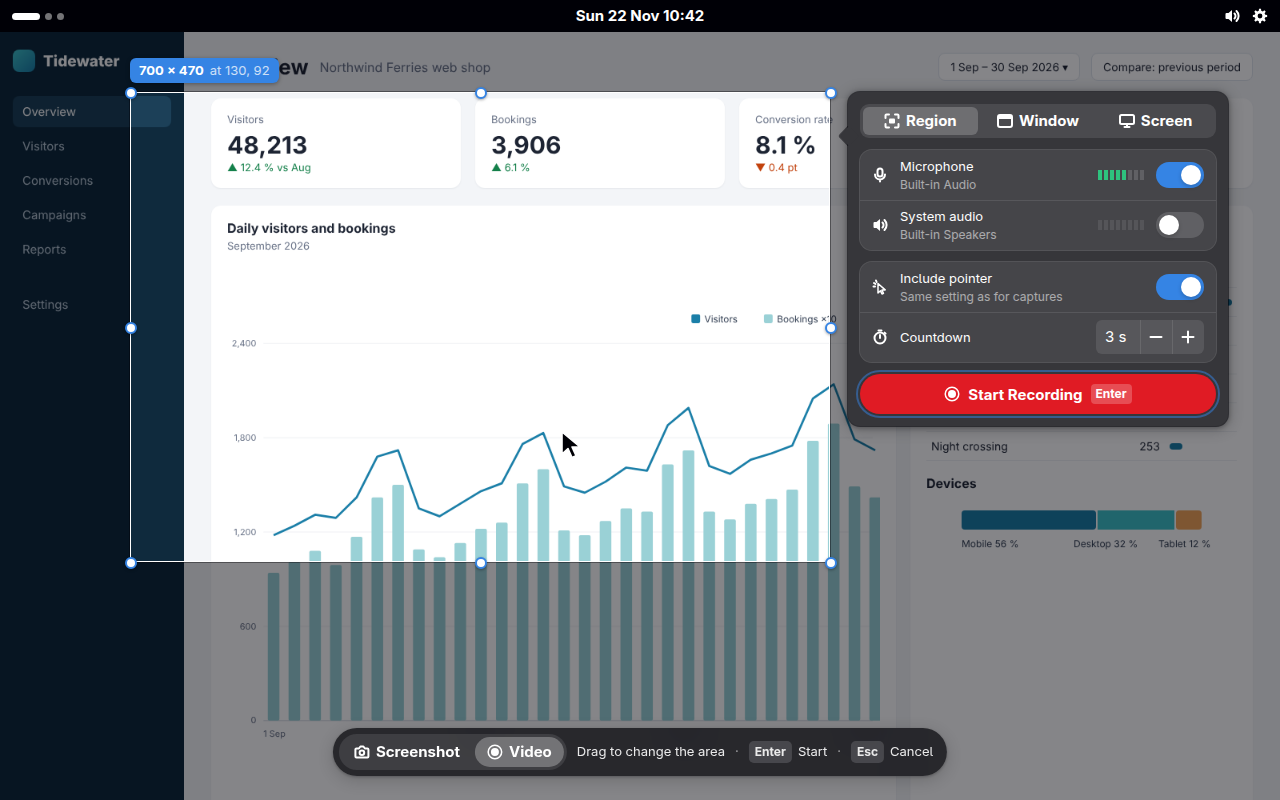 Sun 22 Nov 10:42
Tidewater
700 × 470 at 130, 92
ew
Northwind Ferries web shop
1 Sep – 30 Sep 2026 ▾
Compare: previous period
Overview
Visitors
Conversions
Campaigns
Reports
Settings
Visitors
48,213
▲ 12.4 % vs Aug
Bookings
3,906
▲ 6.1 %
Conversion rate
8.1 %
▼ 0.4 pt
Daily visitors and bookings
September 2026
Visitors
Bookings ×10
2,400
1,800
1,200
600
0
1 Sep
Region
Window
Screen
Microphone
Built-in Audio
System audio
Built-in Speakers
Include pointer
Same setting as for captures
Countdown
3 s
Start Recording Enter
Night crossing 253
Devices
Mobile 56 %
Desktop 32 %
Tablet 12 %
Screenshot
Video
Drag to change the area · Enter Start · Esc Cancel